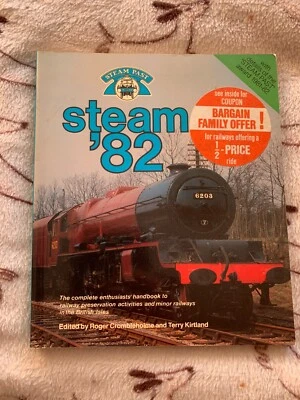 STEAM PAST
steam
'82
see inside for
COUPON
BARGAIN
FAMILY OFFER!
for railways offering a
1/2-PRICE
ride
6203
The complete enthusiasts' handbook to
railway preservation activities and minor railways
in the British Isles
Edited by Roger Crombleholme and Terry Kirtland